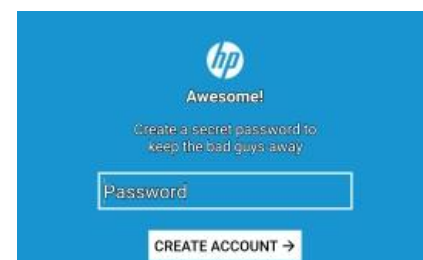 hp
Awesome!
Create a secret password to
keep the bad guys away
Password
CREATE ACCOUNT →